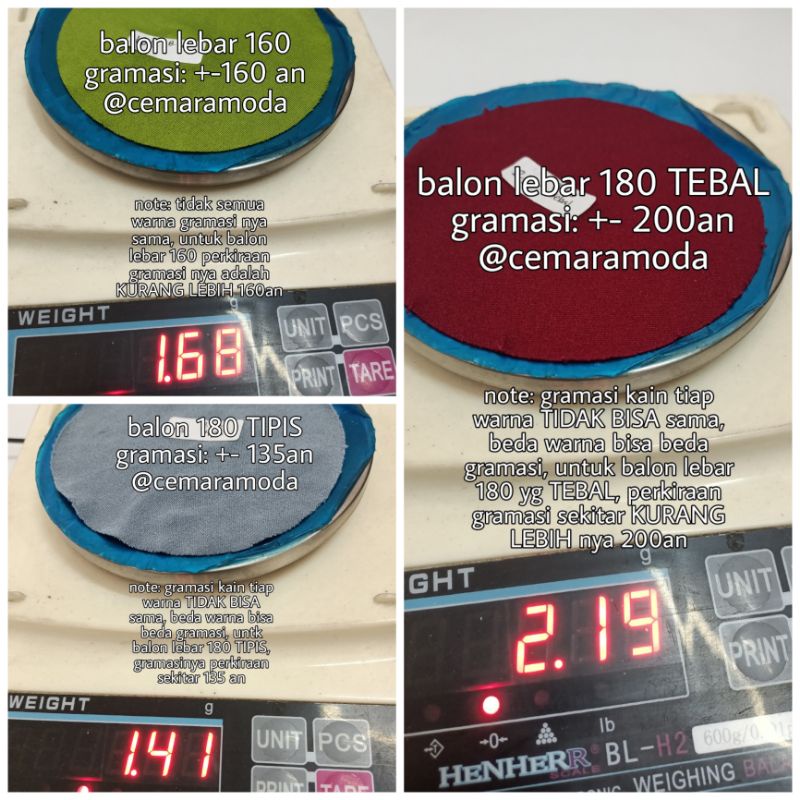 balon lebar 160
gramasi: +-160 an
@cemaramoda
note: tidak semua
warna gramasi nya
sama, untuk balon
lebar 160 perkiraan
gramasi nya adalah
KURANG LEBIH 160an
WEIGHT
g
1.68
UNIT
PCS
PRINT
TARE
balon 180 TIPIS
gramasi: +- 135an
@cemaramoda
note: gramasi kain tiap
warna TIDAK BISA
sama, beda warna bisa
beda gramasi, untk
balon lebar 180 TIPIS,
gramasinya perkiraan
sekitar 135 an
WEIGHT
g
1.41
UNIT
PCS
PRINT
TARE
balon lebar 180 TEBAL
gramasi: +- 200an
@cemaramoda
note: gramasi kain tiap
warna TIDAK BISA sama,
beda warna bisa beda
gramasi, untuk balon lebar
180 yg TEBAL, perkiraan
gramasi sekitar KURANG
LEBIH nya 200an
GHT
g
2.19
UNIT
PRINT
→T←
→0←
lb
HENHERR
SCALE
BL-H2
600g/0.
WEIGHING